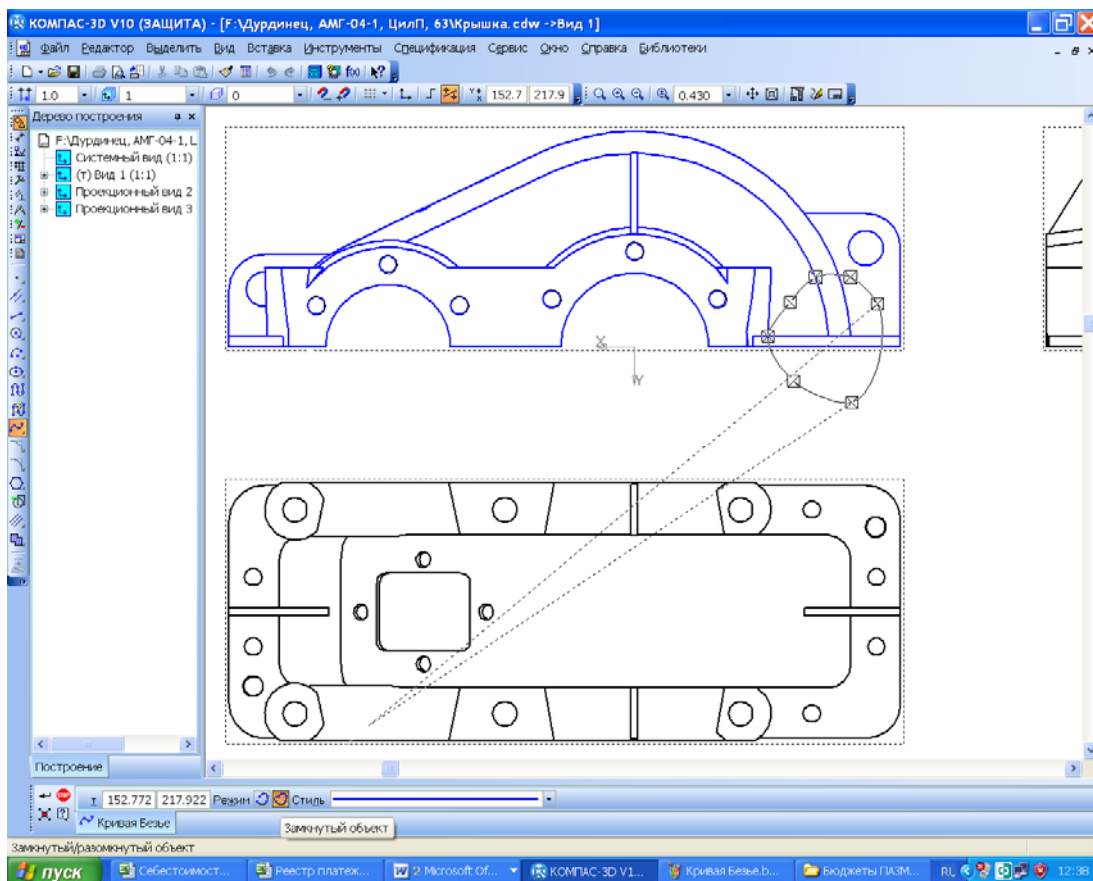 КОМПАС-3D V10 (ЗАЩИТА) - [F:\Дурдинец, АМГ-04-1, ЦилП, 63\Крышка.cdw ->Вид 1]
Файл Редактор Выделить Вид Вставка Инструменты Спецификация Сервис Окно Справка Библиотеки
1.0 1 0 152.7 217.9 0.430
Дерево построения
F:\Дурдинец, АМГ-04-1, L
Системный вид (1:1)
(т) Вид 1 (1:1)
Проекционный вид 2
Проекционный вид 3
X
Y
Построение
т 152.772 217.922 Режим Стиль
Кривая Безье
Замкнутый объект
Замкнутый/разомкнутый объект
пуск Себестоимост... Реестр платеж... 2 Microsoft Of... КОМПАС-3D V1... Кривая Безье.b... Бюджеты ПАЗМ... RL 12:38